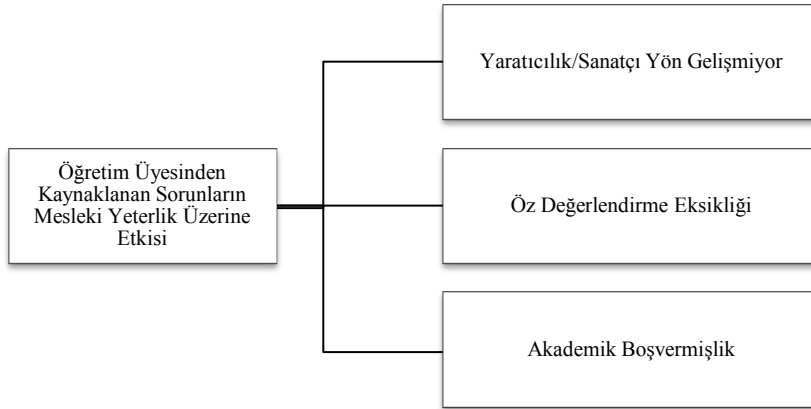 Öğretim Üyesinden
Kaynaklanan Sorunların
Mesleki Yeterlik Üzerine
Etkisi
Yaratıcılık/Sanatçı Yön Gelişmiyor
Öz Değerlendirme Eksikliği
Akademik Boşvermişlik